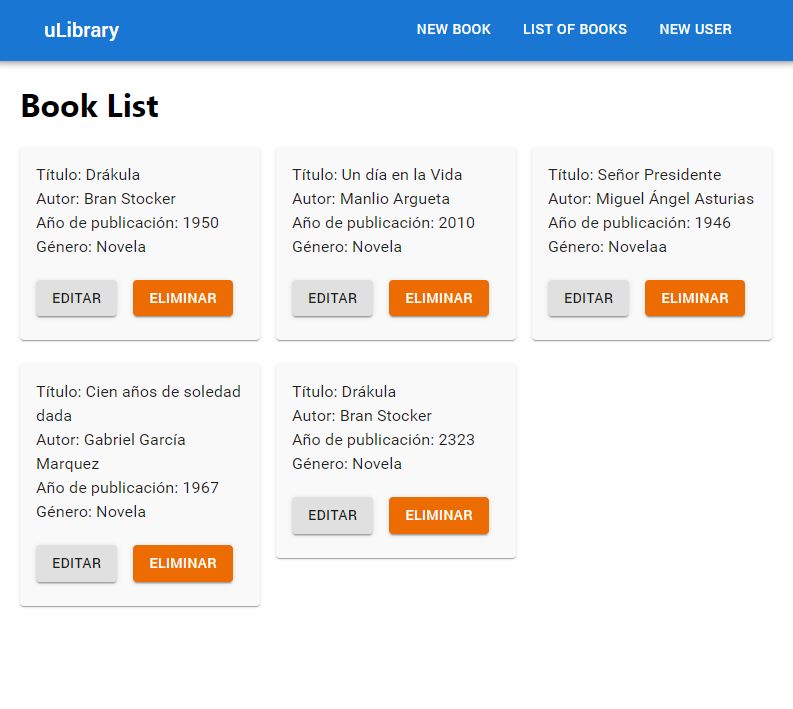 uLibrary
NEW BOOK
LIST OF BOOKS
NEW USER
Book List
Título: Drákula
Autor: Bran Stocker
Año de publicación: 1950
Género: Novela
EDITAR
ELIMINAR
Título: Un día en la Vida
Autor: Manlio Argueta
Año de publicación: 2010
Género: Novela
EDITAR
ELIMINAR
Título: Señor Presidente
Autor: Miguel Ángel Asturias
Año de publicación: 1946
Género: Novelaa
EDITAR
ELIMINAR
Título: Cien años de soledad
dada
Autor: Gabriel García
Marquez
Año de publicación: 1967
Género: Novela
EDITAR
ELIMINAR
Título: Drákula
Autor: Bran Stocker
Año de publicación: 2323
Género: Novela
EDITAR
ELIMINAR